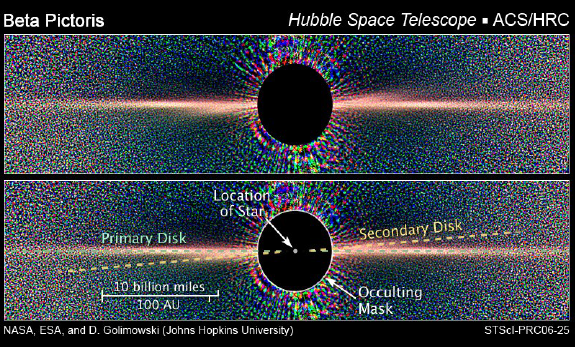 Beta Pictoris
Hubble Space Telescope ▪ ACS/HRC
Location
of Star
Primary Disk
Secondary Disk
10 billion miles
100 AU
Occulting
Mask
NASA, ESA, and D. Golimowski (Johns Hopkins University)
STScI-PRC06-25